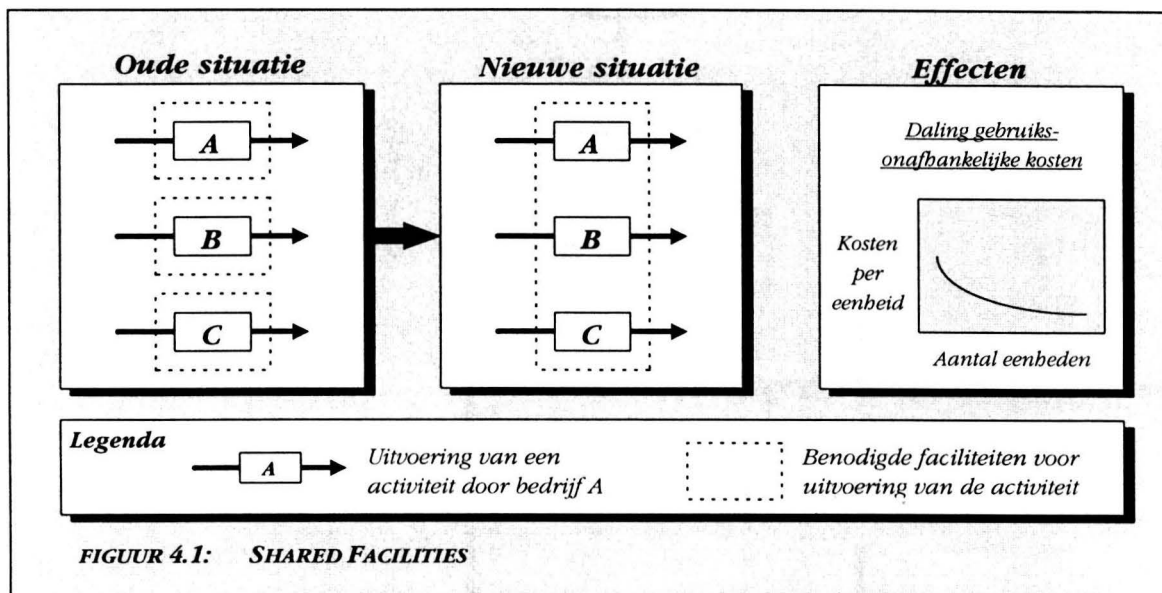 Oude situatie
Nieuwe situatie
Effecten
A
B
C
A
B
C
Daling gebruiks-
onafhankelijke kosten
Kosten
per
eenheid
Aantal eenheden
Legenda
A
Uitvoering van een
activiteit door bedrijf A
Benodigde faciliteiten voor
uitvoering van de activiteit
FIGUUR 4.1: SHARED FACILITIES